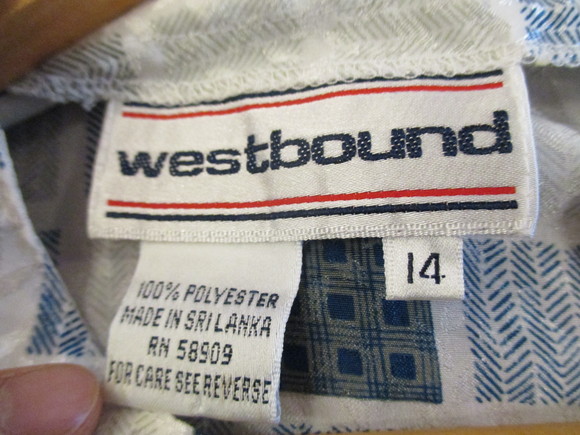 westbound
14
100% POLYESTER
MADE IN SRI LANKA
RN 58909
FOR CARE SEE REVERSE